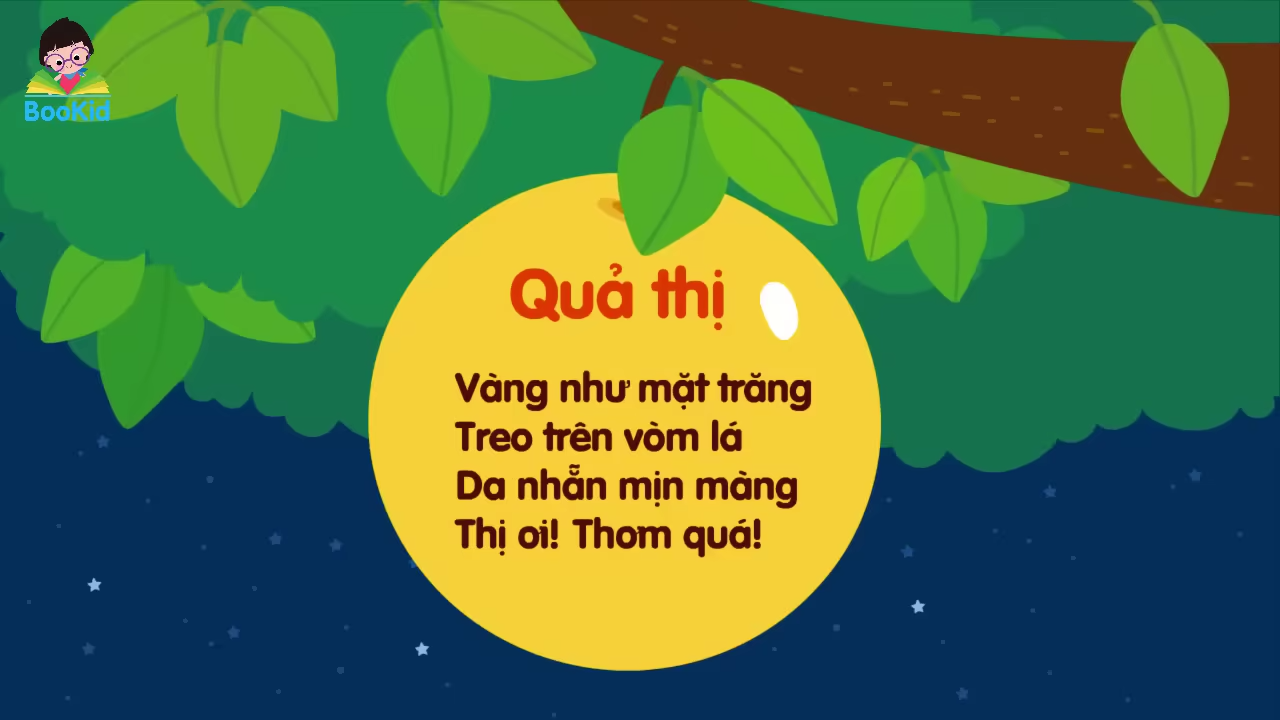 BooKid
Quả thị
Vàng như mặt trăng
Treo trên vòm lá
Da nhẵn mịn màng
Thị ơi! Thơm quá!